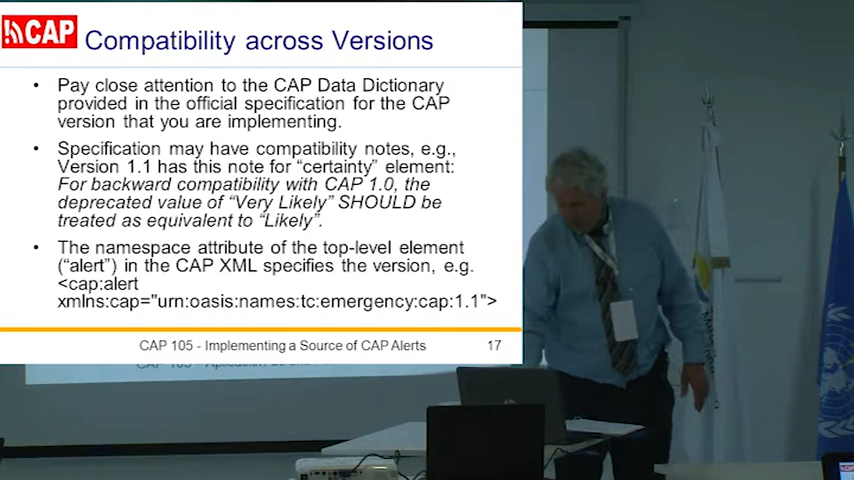 CAP
Compatibility across Versions
• Pay close attention to the CAP Data Dictionary
provided in the official specification for the CAP
version that you are implementing.
• Specification may have compatibility notes, e.g.,
Version 1.1 has this note for “certainty” element:
For backward compatibility with CAP 1.0, the
deprecated value of “Very Likely” SHOULD be
treated as equivalent to “Likely”.
• The namespace attribute of the top-level element
(“alert”) in the CAP XML specifies the version, e.g.
<cap:alert
xmlns:cap="urn:oasis:names:tc:emergency:cap:1.1">
CAP 105 - Implementing a Source of CAP Alerts 17